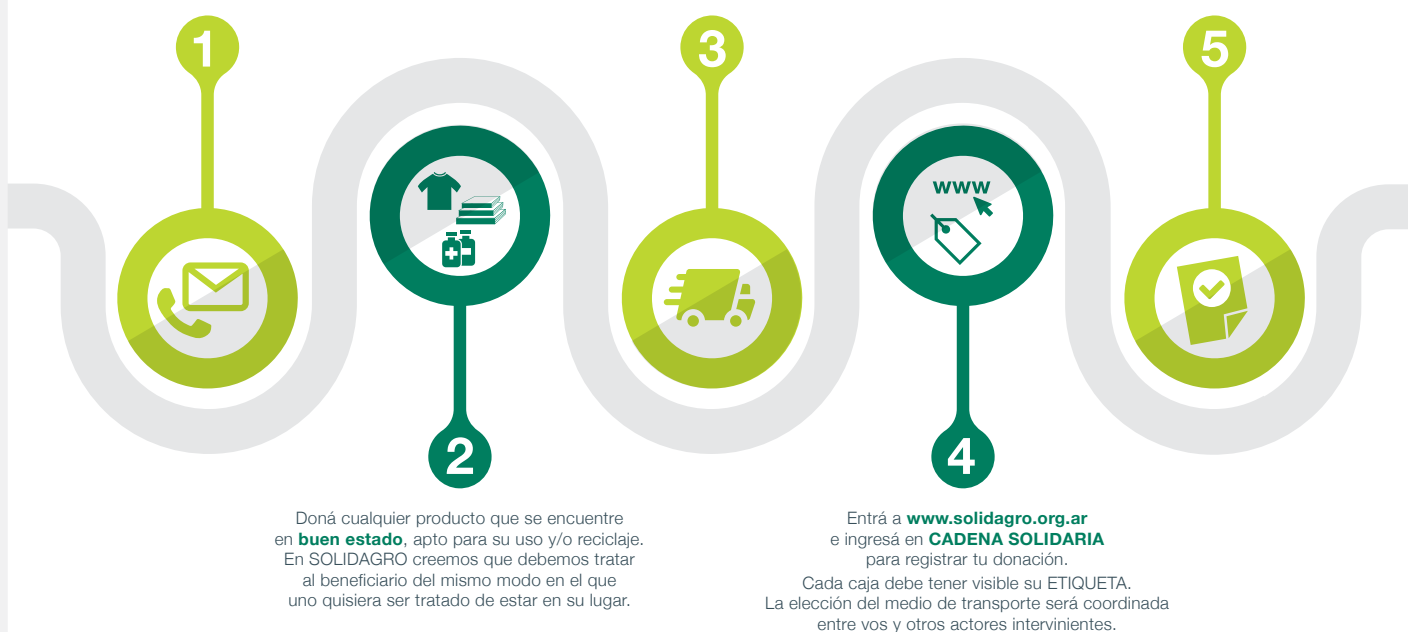 1
3
5
www
2
4
Doná cualquier producto que se encuentre
en buen estado, apto para su uso y/o reciclaje.
En SOLIDAGRO creemos que debemos tratar
al beneficiario del mismo modo en el que
uno quisiera ser tratado de estar en su lugar.
Entrá a www.solidagro.org.ar
e ingresá en CADENA SOLIDARIA
para registrar tu donación.
Cada caja debe tener visible su ETIQUETA.
La elección del medio de transporte será coordinada
entre vos y otros actores intervinientes.